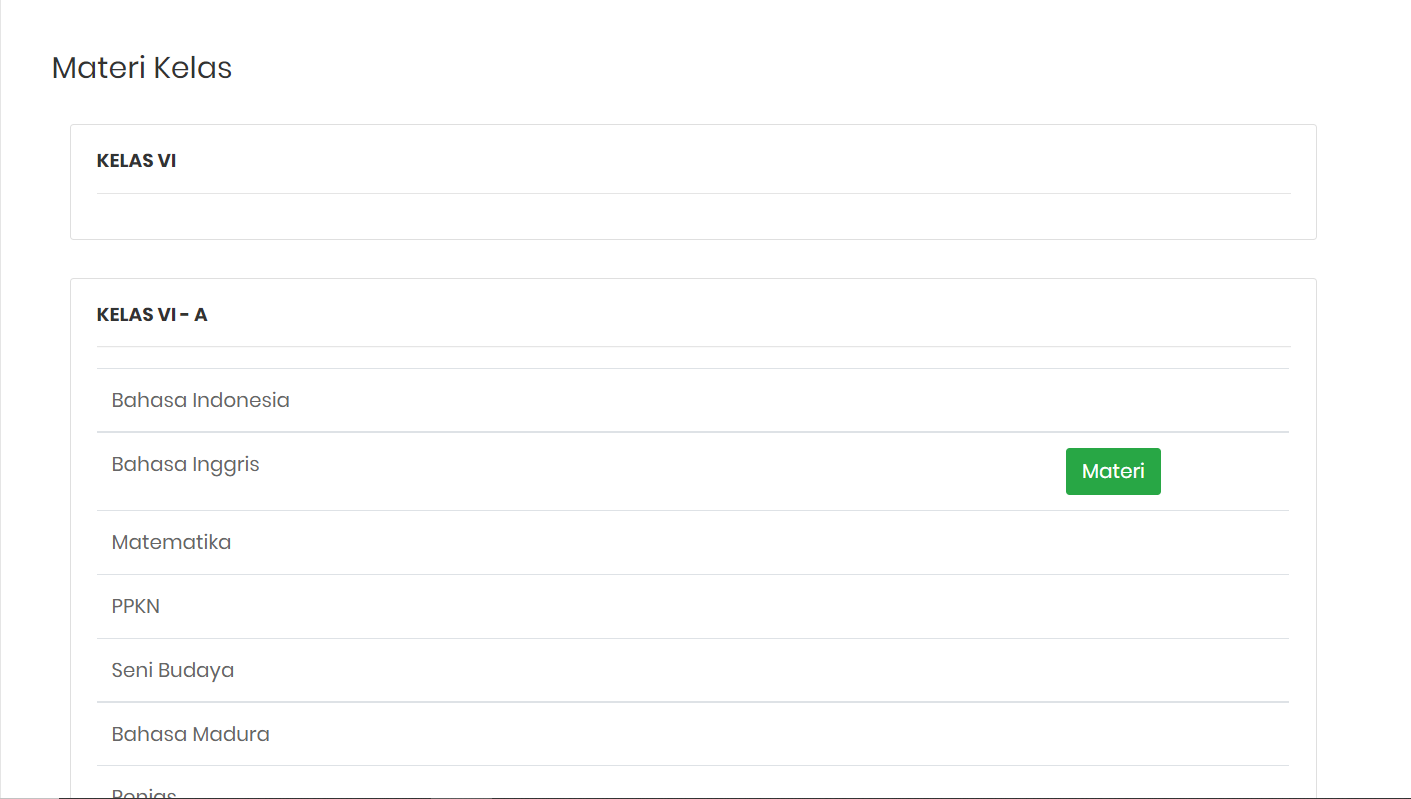 Materi Kelas
KELAS VI
KELAS VI - A
Bahasa Indonesia
Bahasa Inggris
Materi
Matematika
PPKN
Seni Budaya
Bahasa Madura